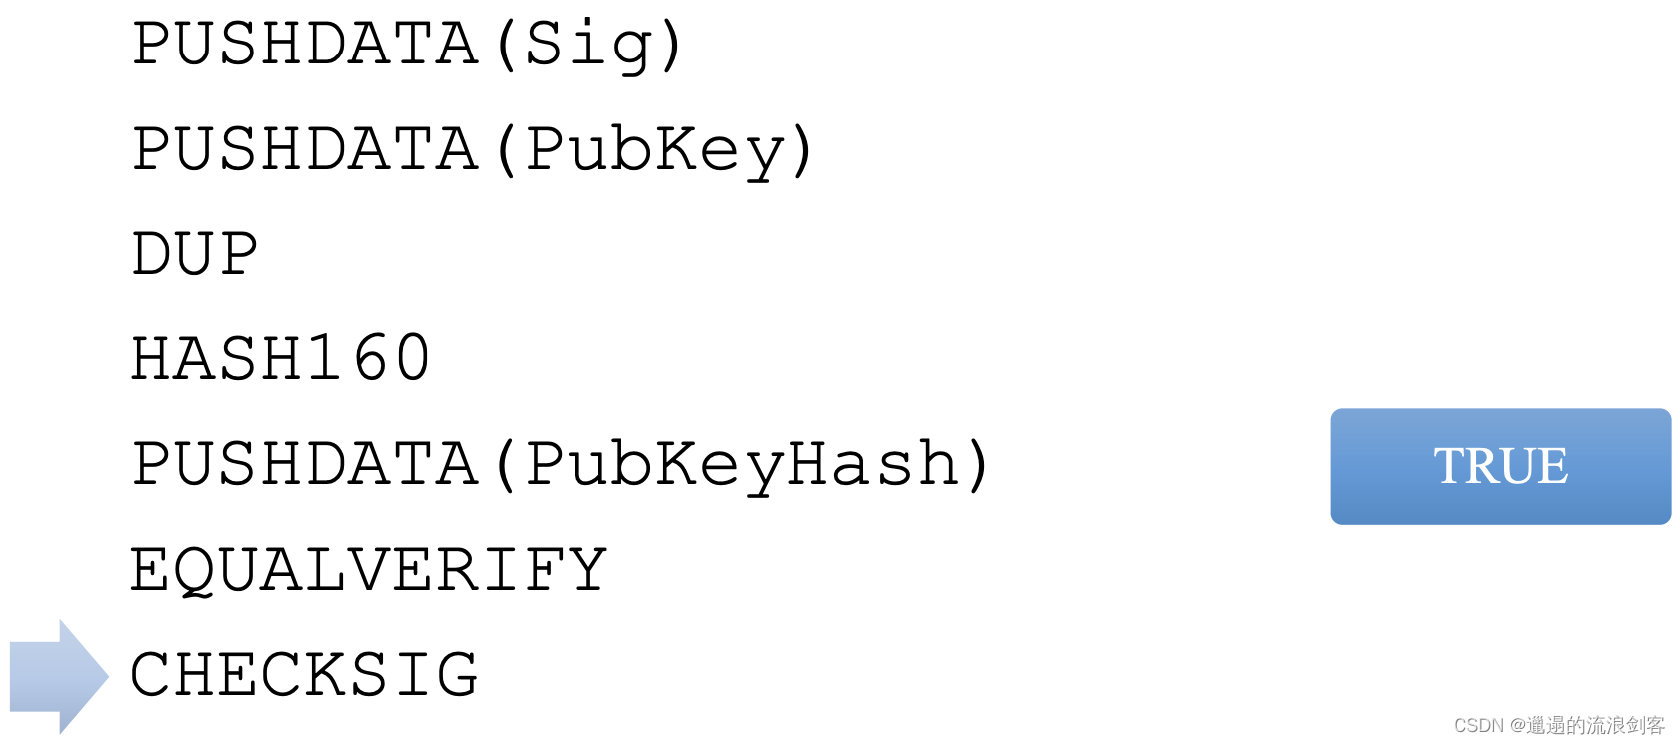 PUSHDATA(Sig)
PUSHDATA(PubKey)
DUP
HASH160
PUSHDATA(PubKeyHash)
TRUE
EQUALVERIFY
CHECKSIG
CSDN @邋遢的流浪剑客